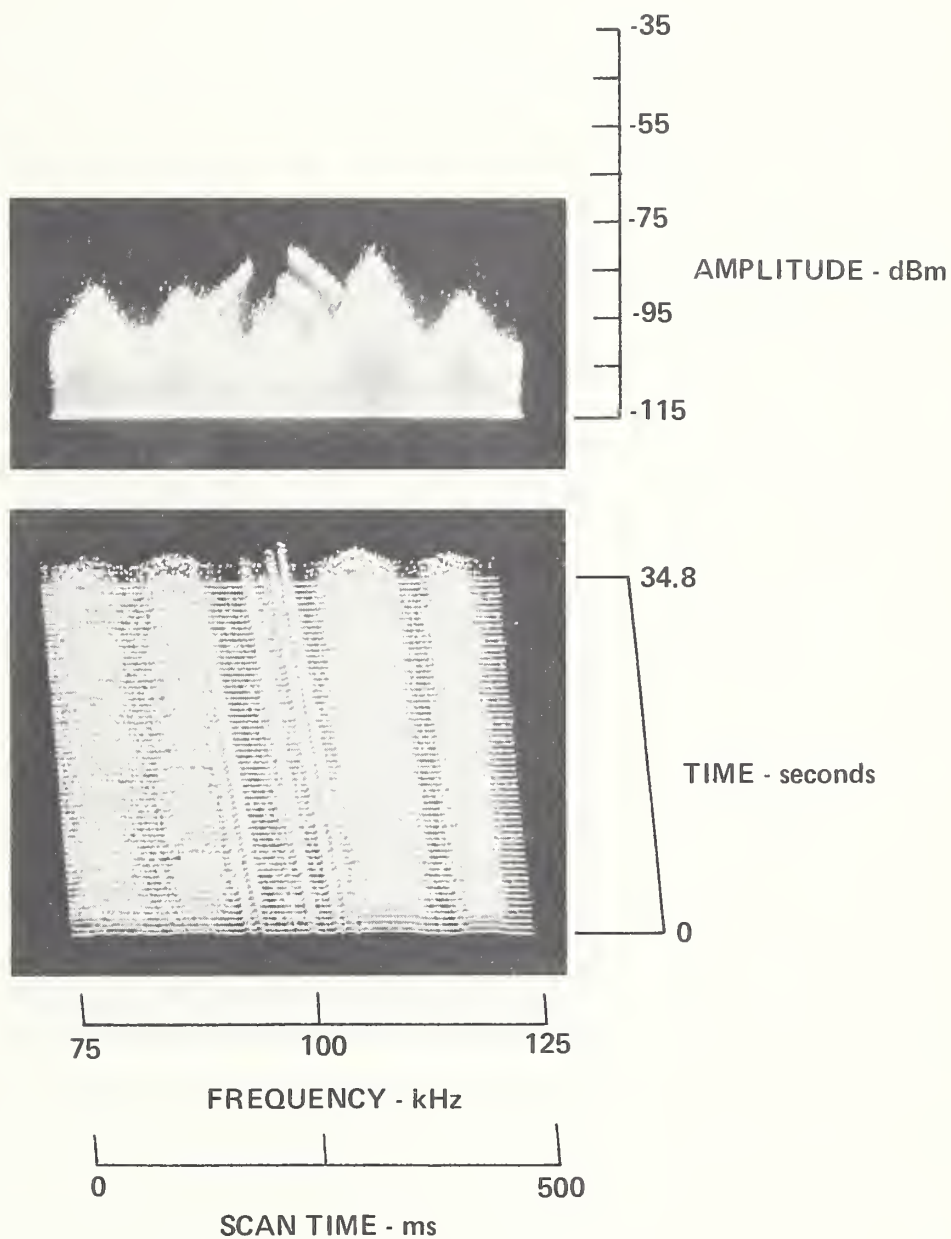 -35
-55
-75
AMPLITUDE - dBm
-95
-115
34.8
TIME - seconds
0
75 100 125
FREQUENCY - kHz
0 500
SCAN TIME - ms